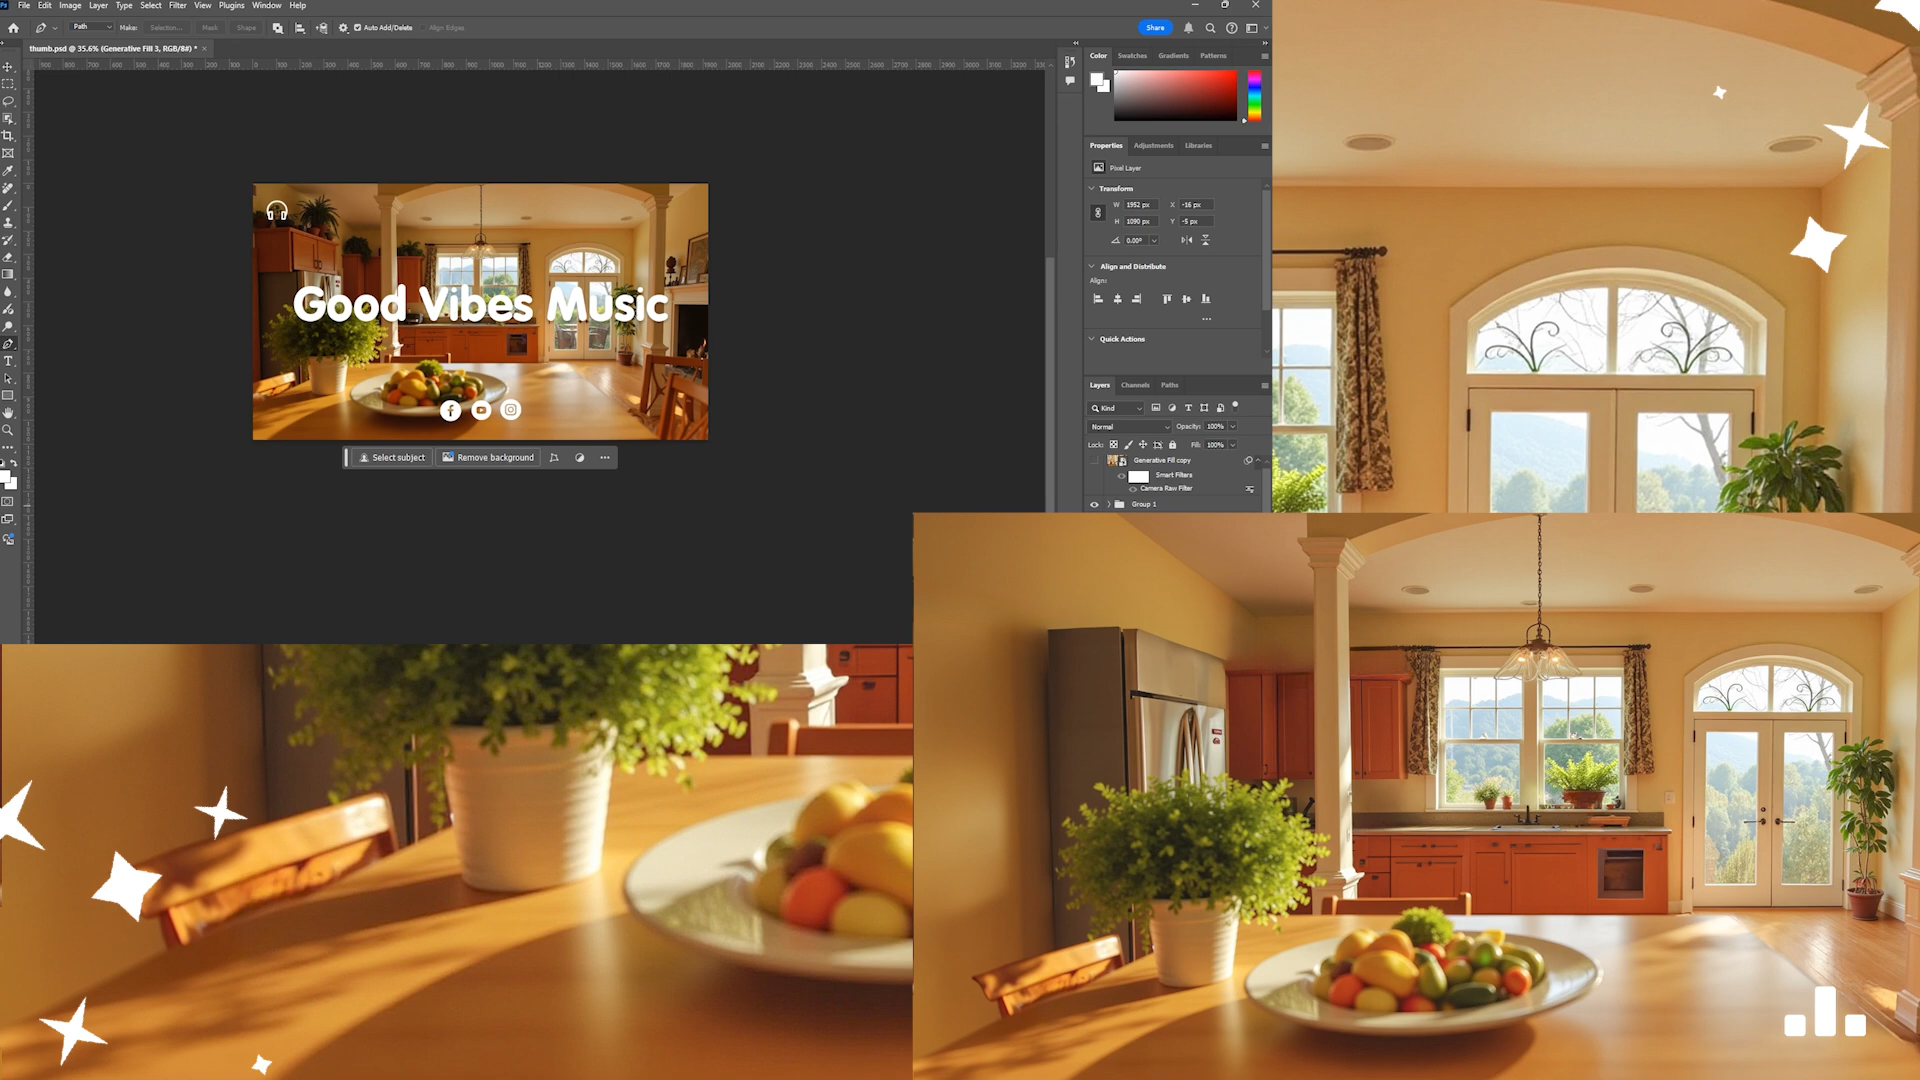 File Edit Image Layer Type Select Filter View Plugins Window Help
Path Make: Selection... Mask Shape Auto Add/Delete Align Edges Share
thumb.psd @ 35.6% (Generative Fill 3, RGB/8#) *
Color Swatches Gradients Patterns
Properties Adjustments Libraries
Pixel Layer
Transform
W 1952 px X -16 px
H 1090 px Y -5 px
0.00°
Align and Distribute
Align:
Quick Actions
Layers Channels Paths
Kind
Normal Opacity: 100%
Lock: Fill: 100%
Generative Fill copy
Smart Filters
Camera Raw Filter
Group 1
Good Vibes Music
Select subject Remove background